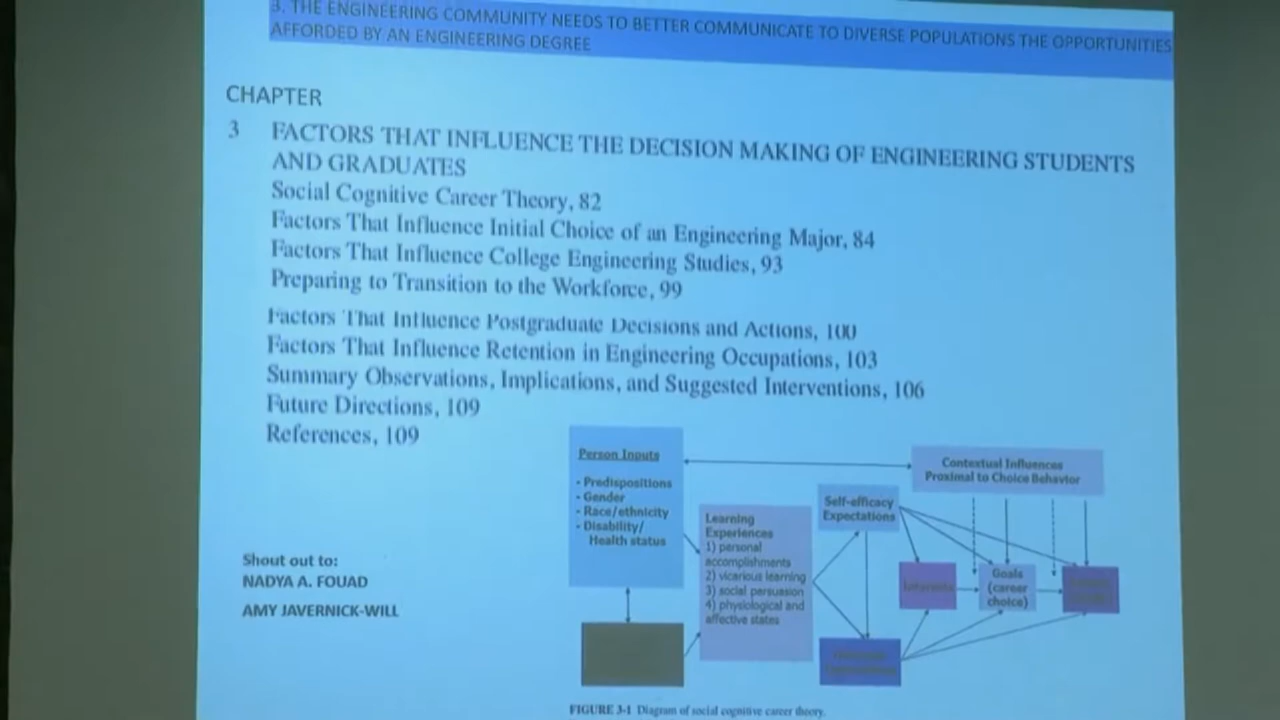 3. THE ENGINEERING COMMUNITY NEEDS TO BETTER COMMUNICATE TO DIVERSE POPULATIONS THE OPPORTUNITIES
AFFORDED BY AN ENGINEERING DEGREE
CHAPTER
3 FACTORS THAT INFLUENCE THE DECISION MAKING OF ENGINEERING STUDENTS
AND GRADUATES
Social Cognitive Career Theory, 82
Factors That Influence Initial Choice of an Engineering Major, 84
Factors That Influence College Engineering Studies, 93
Preparing to Transition to the Workforce, 99
Factors That Influence Postgraduate Decisions and Actions, 100
Factors That Influence Retention in Engineering Occupations, 103
Summary Observations, Implications, and Suggested Interventions, 106
Future Directions, 109
References, 109
Shout out to:
NADYA A. FOUAD
AMY JAVERNICK-WILL
Person Inputs
- Predispositions
- Gender
- Race/ethnicity
- Disability/
Health status
Learning
Experiences
1) personal
accomplishments
2) vicarious learning
3) social persuasion
4) physiological and
affective states
Self-efficacy
Expectations
Contextual Influences
Proximal to Choice Behavior
Interests
Goals
(career
choice)
FIGURE 3-1 Diagram of social cognitive career theory.